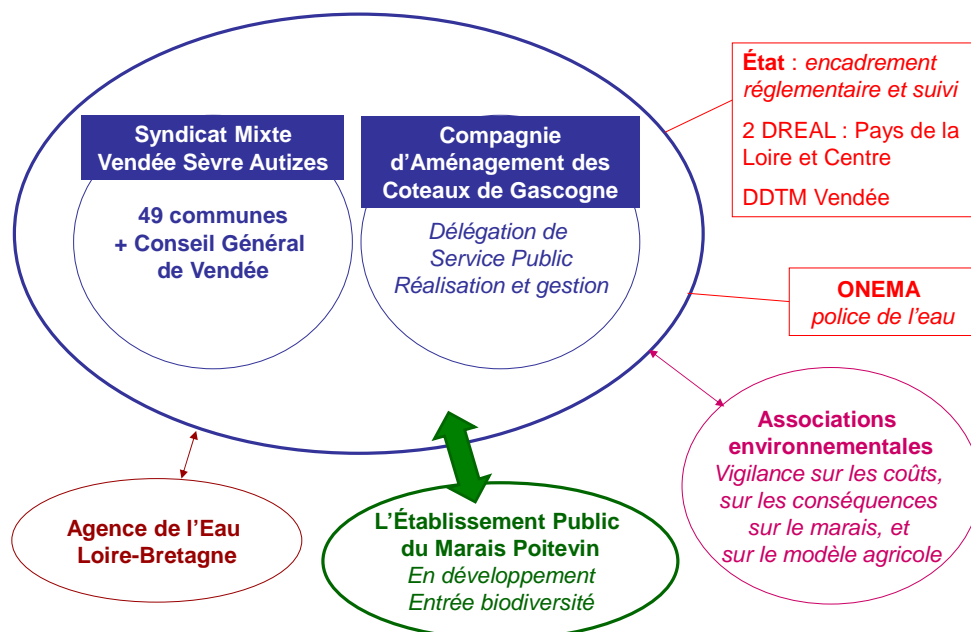 État : encadrement
réglementaire et suivi
2 DREAL : Pays de la
Loire et Centre
DDTM Vendée
Syndicat Mixte
Vendée Sèvre Autizes
49 communes
+ Conseil Général
de Vendée
Compagnie
d’Aménagement des
Coteaux de Gascogne
Délégation de
Service Public
Réalisation et gestion
ONEMA
police de l’eau
Associations
environnementales
Vigilance sur les coûts,
sur les conséquences
sur le marais, et
sur le modèle agricole
Agence de l’Eau
Loire-Bretagne
L’Établissement Public
du Marais Poitevin
En développement
Entrée biodiversité